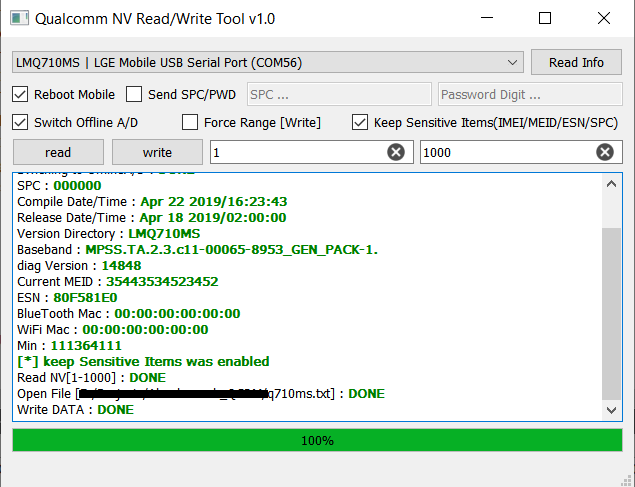 Qualcomm NV Read/Write Tool v1.0
LMQ710MS | LGE Mobile USB Serial Port (COM56) Read Info
Reboot Mobile Send SPC/PWD SPC ... Password Digit ...
Switch Offline A/D Force Range [Write] Keep Sensitive Items(IMEI/MEID/ESN/SPC)
read write 1 1000
SPC : 000000
Compile Date/Time : Apr 22 2019/16:23:43
Release Date/Time : Apr 18 2019/02:00:00
Version Directory : LMQ710MS
Baseband : MPSS.TA.2.3.c11-00065-8953_GEN_PACK-1.
diag Version : 14848
Current MEID : 35443534523452
ESN : 80F581E0
BlueTooth Mac : 00:00:00:00:00:00
WiFi Mac : 00:00:00:00:00:00
Min : 111364111
[*] keep Sensitive Items was enabled
Read NV[1-1000] : DONE
Open File [ q710ms.txt] : DONE
Write DATA : DONE
100%